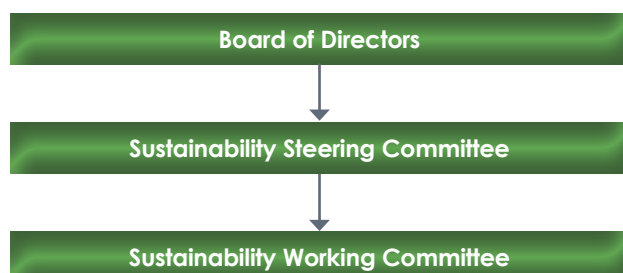 Board of Directors
Sustainability Steering Committee
Sustainability Working Committee